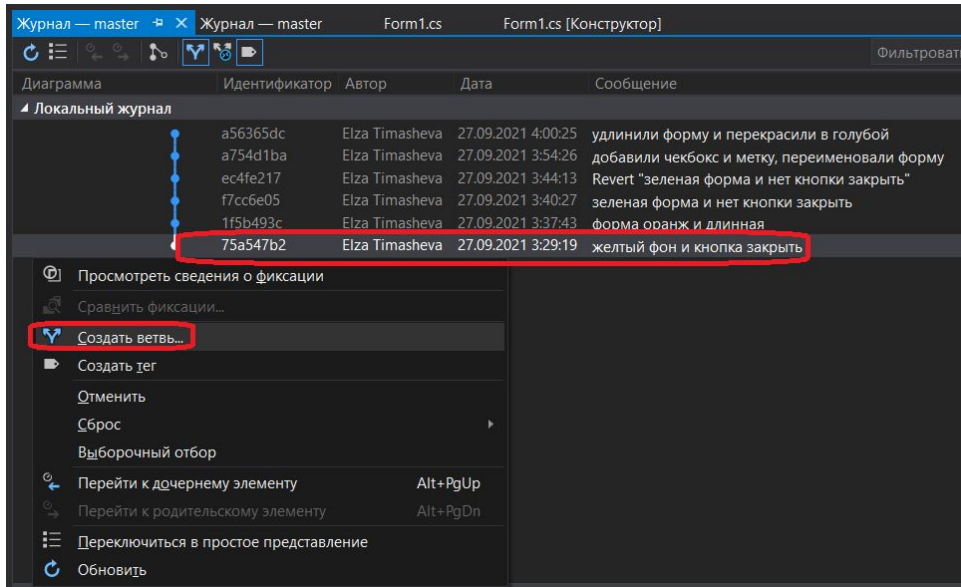 Журнал — master Журнал — master Form1.cs Form1.cs [Конструктор]
Фильтровать
Диаграмма Идентификатор Автор Дата Сообщение
Локальный журнал
a56365dc Elza Timasheva 27.09.2021 4:00:25 удлинили форму и перекрасили в голубой
a754d1ba Elza Timasheva 27.09.2021 3:54:26 добавили чекбокс и метку, переименовали форму
ec4fe217 Elza Timasheva 27.09.2021 3:44:13 Revert "зеленая форма и нет кнопки закрыть"
f7cc6e05 Elza Timasheva 27.09.2021 3:40:27 зеленая форма и нет кнопки закрыть
1f5b493c Elza Timasheva 27.09.2021 3:37:43 форма оранж и длинная
75a547b2 Elza Timasheva 27.09.2021 3:29:19 желтый фон и кнопка закрыть
Просмотреть сведения о фиксации
Сравнить фиксации...
Создать ветвь...
Создать тег
Отменить
Сброс
Выборочный отбор
Перейти к дочернему элементу Alt+PgUp
Перейти к родительскому элементу Alt+PgDn
Переключиться в простое представление
Обновить